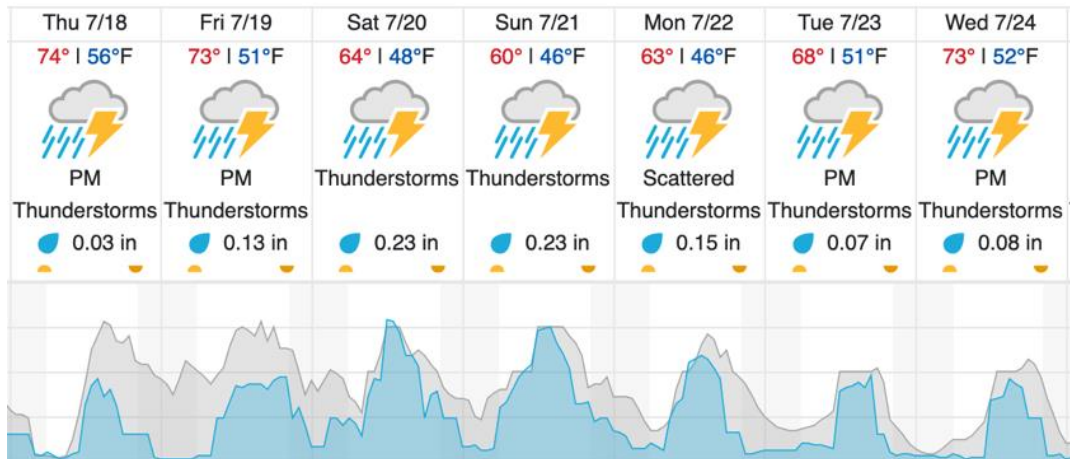 Thu 7/18 Fri 7/19 Sat 7/20 Sun 7/21 Mon 7/22 Tue 7/23 Wed 7/24
74° | 56°F 73° | 51°F 64° | 48°F 60° | 46°F 63° | 46°F 68° | 51°F 73° | 52°F
PM PM Thunderstorms Thunderstorms Scattered PM PM
Thunderstorms Thunderstorms Thunderstorms Thunderstorms Thunderstorms
0.03 in 0.13 in 0.23 in 0.23 in 0.15 in 0.07 in 0.08 in